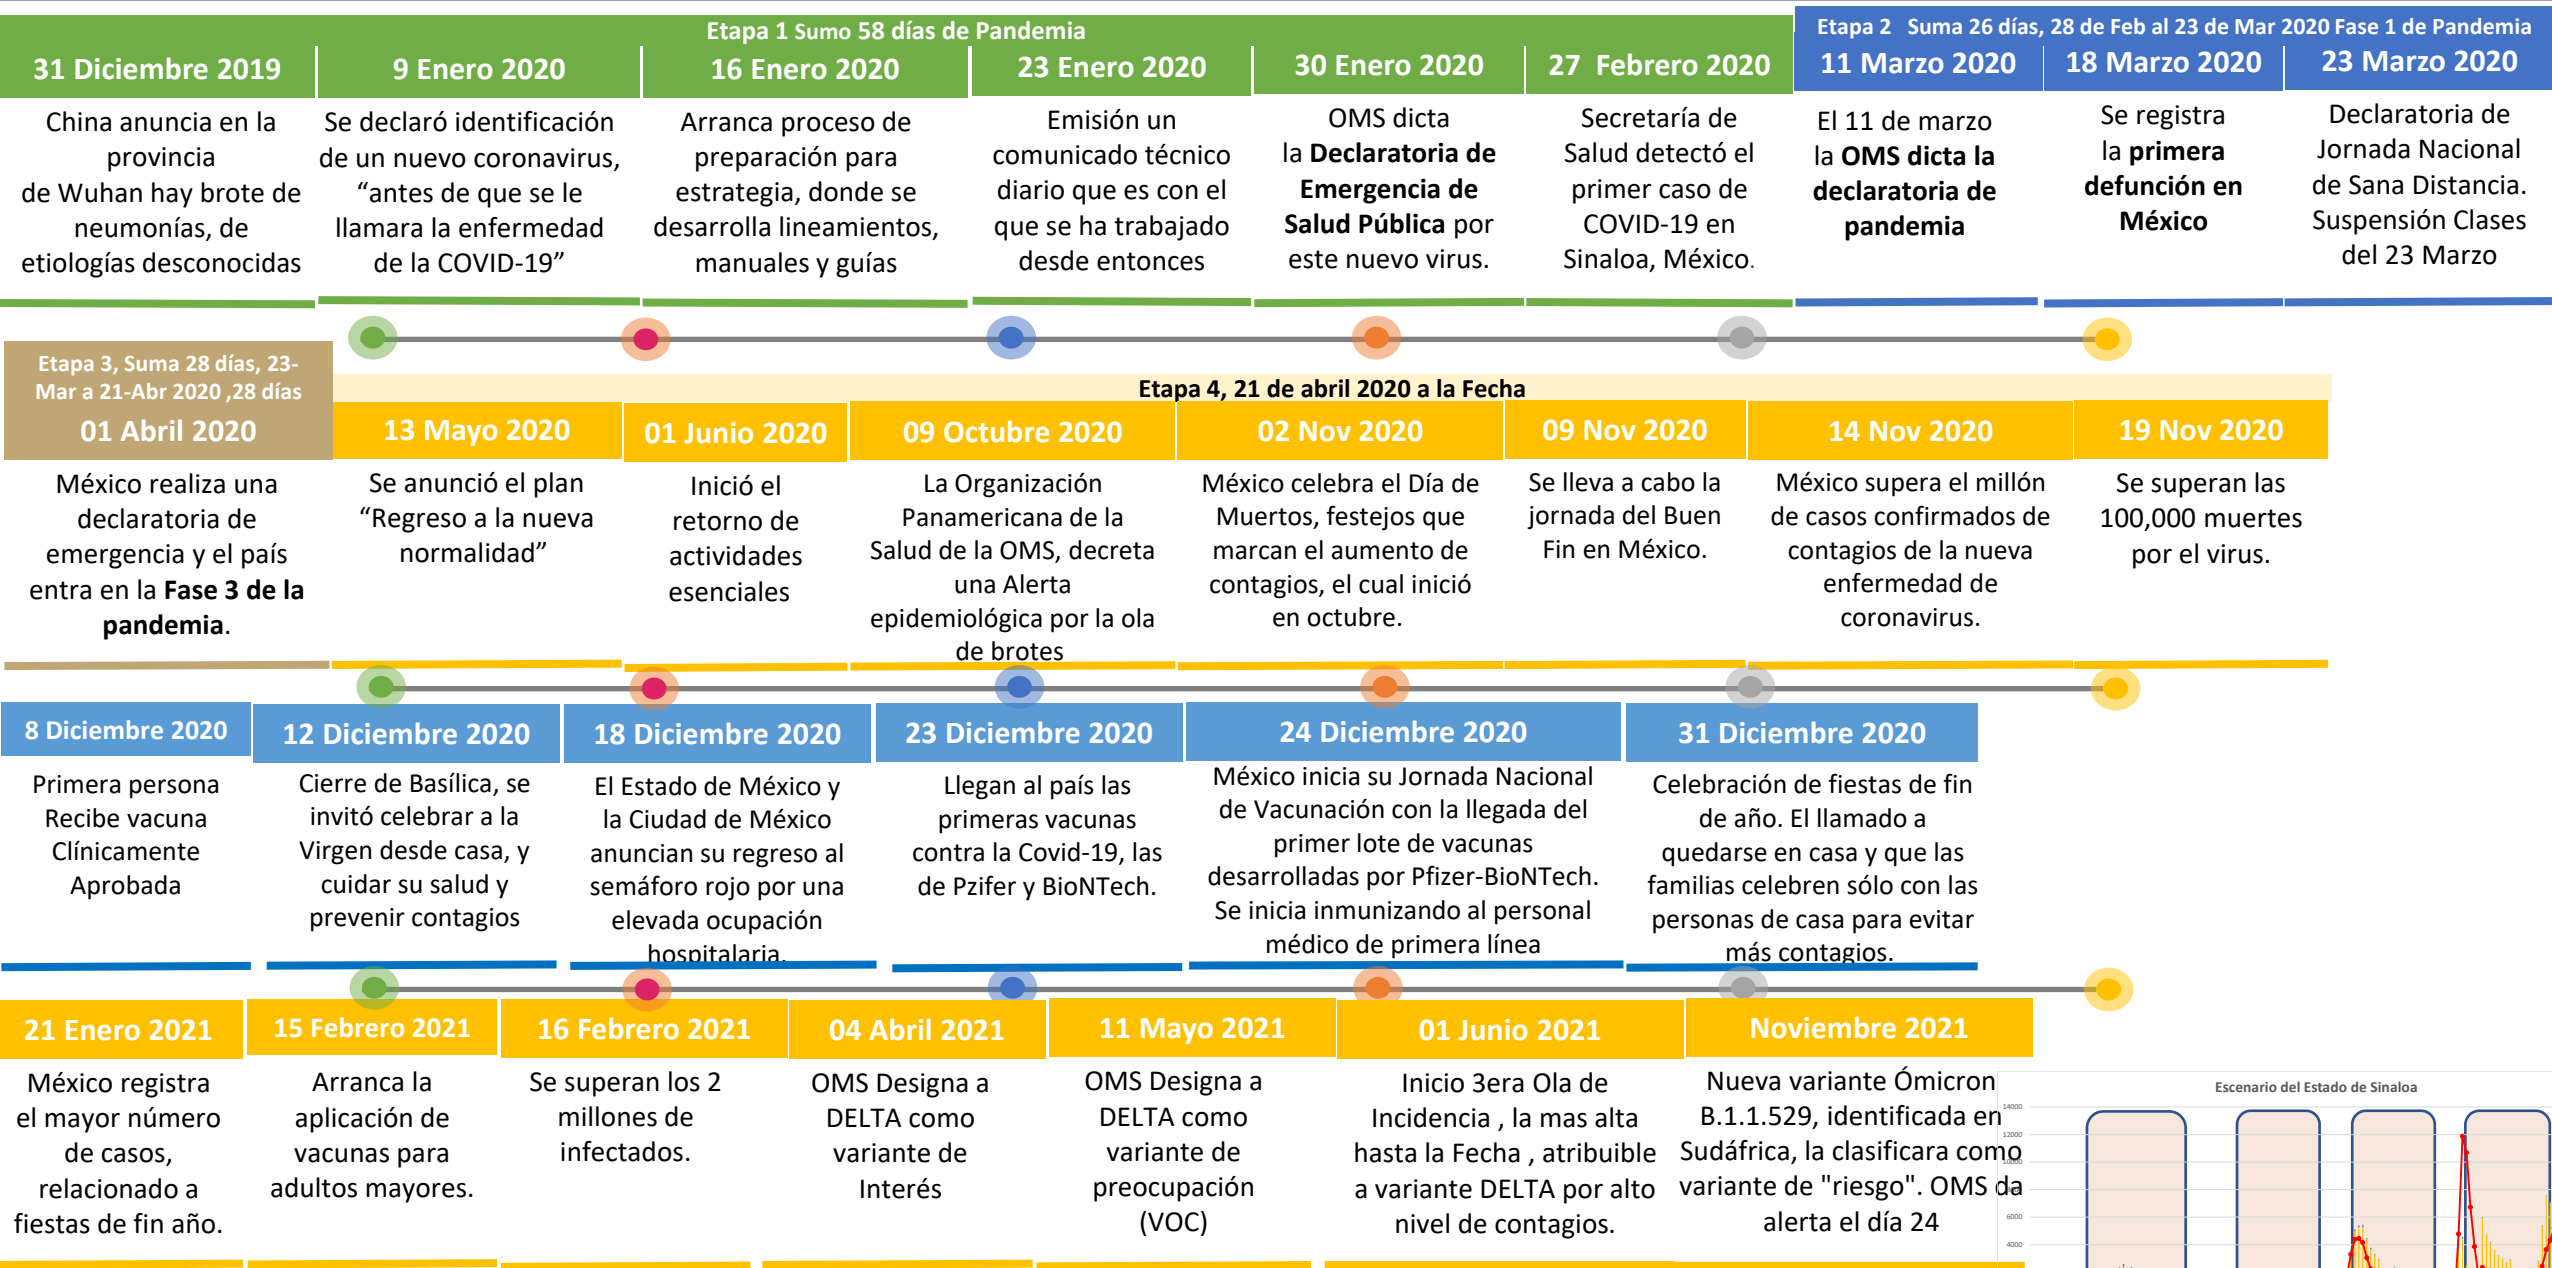 Etapa 1 Sumo 58 días de Pandemia
Etapa 2 Suma 26 días, 28 de Feb al 23 de Mar 2020 Fase 1 de Pandemia
31 Diciembre 2019
China anuncia en la
provincia
de Wuhan hay brote de
neumonías, de
etiologías desconocidas
9 Enero 2020
Se declaró identificación
de un nuevo coronavirus,
“antes de que se le
llamara la enfermedad
de la COVID-19”
16 Enero 2020
Arranca proceso de
preparación para
estrategia, donde se
desarrolla lineamientos,
manuales y guías
23 Enero 2020
Emisión un
comunicado técnico
diario que es con el
que se ha trabajado
desde entonces
30 Enero 2020
OMS dicta
la Declaratoria de
Emergencia de
Salud Pública por
este nuevo virus.
27 Febrero 2020
Secretaría de
Salud detectó el
primer caso de
COVID-19 en
Sinaloa, México.
11 Marzo 2020
El 11 de marzo
la OMS dicta la
declaratoria de
pandemia
18 Marzo 2020
Se registra
la primera
defunción en
México
23 Marzo 2020
Declaratoria de
Jornada Nacional
de Sana Distancia.
Suspensión Clases
del 23 Marzo
Etapa 3, Suma 28 días, 23-
Mar a 21-Abr 2020 ,28 días
01 Abril 2020
México realiza una
declaratoria de
emergencia y el país
entra en la Fase 3 de la
pandemia.
Etapa 4, 21 de abril 2020 a la Fecha
13 Mayo 2020
Se anunció el plan
“Regreso a la nueva
normalidad”
01 Junio 2020
Inició el
retorno de
actividades
esenciales
09 Octubre 2020
La Organización
Panamericana de la
Salud de la OMS, decreta
una Alerta
epidemiológica por la ola
de brotes
02 Nov 2020
México celebra el Día de
Muertos, festejos que
marcan el aumento de
contagios, el cual inició
en octubre.
09 Nov 2020
Se lleva a cabo la
jornada del Buen
Fin en México.
14 Nov 2020
México supera el millón
de casos confirmados de
contagios de la nueva
enfermedad de
coronavirus.
19 Nov 2020
Se superan las
100,000 muertes
por el virus.
8 Diciembre 2020
Primera persona
Recibe vacuna
Clínicamente
Aprobada
12 Diciembre 2020
Cierre de Basílica, se
invitó celebrar a la
Virgen desde casa, y
cuidar su salud y
prevenir contagios
18 Diciembre 2020
El Estado de México y
la Ciudad de México
anuncian su regreso al
semáforo rojo por una
elevada ocupación
hospitalaria.
23 Diciembre 2020
Llegan al país las
primeras vacunas
contra la Covid-19, las
de Pzifer y BioNTech.
24 Diciembre 2020
México inicia su Jornada Nacional
de Vacunación con la llegada del
primer lote de vacunas
desarrolladas por Pfizer-BioNTech.
Se inicia inmunizando al personal
médico de primera línea
31 Diciembre 2020
Celebración de fiestas de fin
de año. El llamado a
quedarse en casa y que las
familias celebren sólo con las
personas de casa para evitar
más contagios.
21 Enero 2021
México registra
el mayor número
de casos,
relacionado a
fiestas de fin año.
15 Febrero 2021
Arranca la
aplicación de
vacunas para
adultos mayores.
16 Febrero 2021
Se superan los 2
millones de
infectados.
04 Abril 2021
OMS Designa a
DELTA como
variante de
Interés
11 Mayo 2021
OMS Designa a
DELTA como
variante de
preocupación
(VOC)
01 Junio 2021
Inicio 3era Ola de
Incidencia , la mas alta
hasta la Fecha , atribuible
a variante DELTA por alto
nivel de contagios.
Noviembre 2021
Nueva variante Ómicron
B.1.1.529, identificada en
Sudáfrica, la clasificara como
variante de "riesgo". OMS da
alerta el día 24
Escenario del Estado de Sinaloa
14000
12000
6000
4000